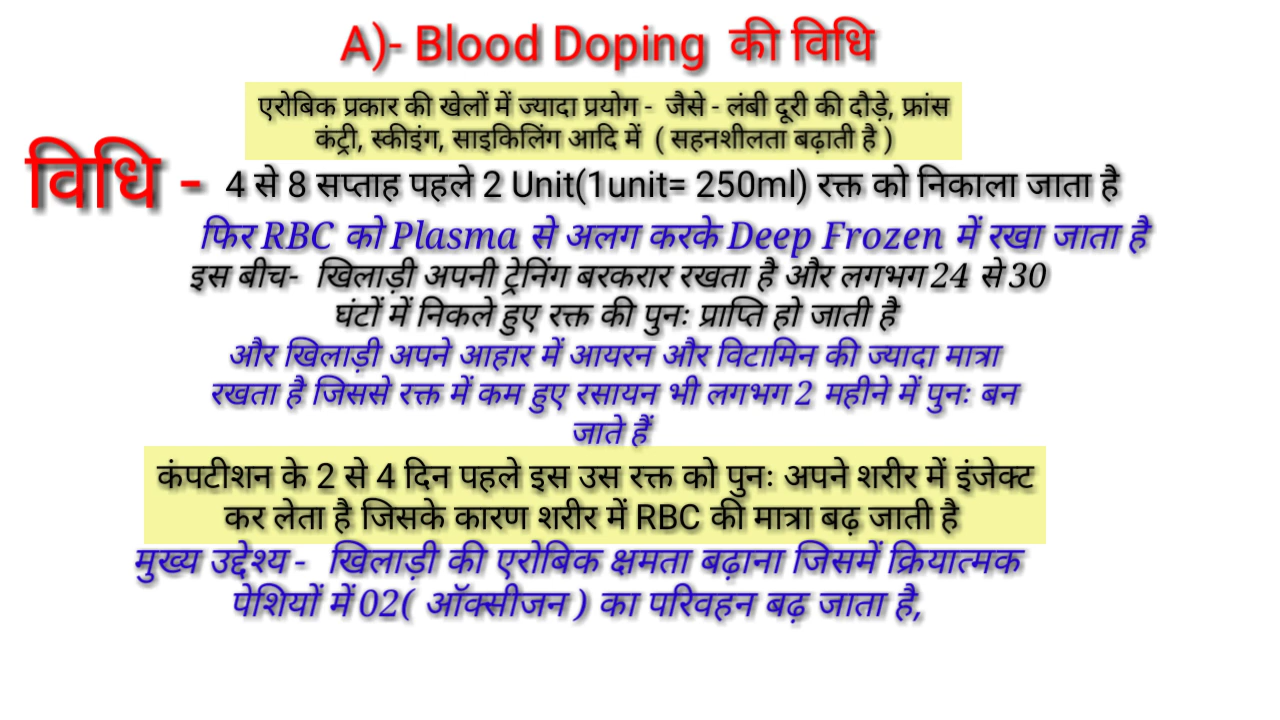 A)- Blood Doping की विधि
एरोबिक प्रकार की खेलों में ज्यादा प्रयोग - जैसे - लंबी दूरी की दौड़े, फ्रांस
कंट्री, स्कीइंग, साइकिलिंग आदि में ( सहनशीलता बढ़ाती है )
विधि - 4 से 8 सप्ताह पहले 2 Unit(1unit= 250ml) रक्त को निकाला जाता है
फिर RBC को Plasma से अलग करके Deep Frozen में रखा जाता है
इस बीच- खिलाड़ी अपनी ट्रेनिंग बरकरार रखता है और लगभग 24 से 30
घंटों में निकले हुए रक्त की पुनः प्राप्ति हो जाती है
और खिलाड़ी अपने आहार में आयरन और विटामिन की ज्यादा मात्रा
रखता है जिससे रक्त में कम हुए रसायन भी लगभग 2 महीने में पुनः बन
जाते हैं
कंपटीशन के 2 से 4 दिन पहले इस उस रक्त को पुनः अपने शरीर में इंजेक्ट
कर लेता है जिसके कारण शरीर में RBC की मात्रा बढ़ जाती है
मुख्य उद्देश्य - खिलाड़ी की एरोबिक क्षमता बढ़ाना जिसमें क्रियात्मक
पेशियों में 02( ऑक्सीजन ) का परिवहन बढ़ जाता है,